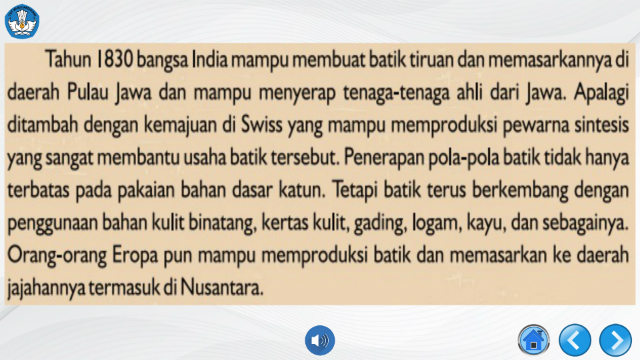 Tahun 1830 bangsa India mampu membuat batik tiruan dan memasarkannya di
daerah Pulau Jawa dan mampu menyerap tenaga-tenaga ahli dari Jawa. Apalagi
ditambah dengan kemajuan di Swiss yang mampu memproduksi pewarna sintesis
yang sangat membantu usaha batik tersebut. Penerapan pola-pola batik tidak hanya
terbatas pada pakaian bahan dasar katun. Tetapi batik terus berkembang dengan
penggunaan bahan kulit binatang, kertas kulit, gading, logam, kayu, dan sebagainya.
Orang-orang Eropa pun mampu memproduksi batik dan memasarkan ke daerah
jajahannya termasuk di Nusantara.